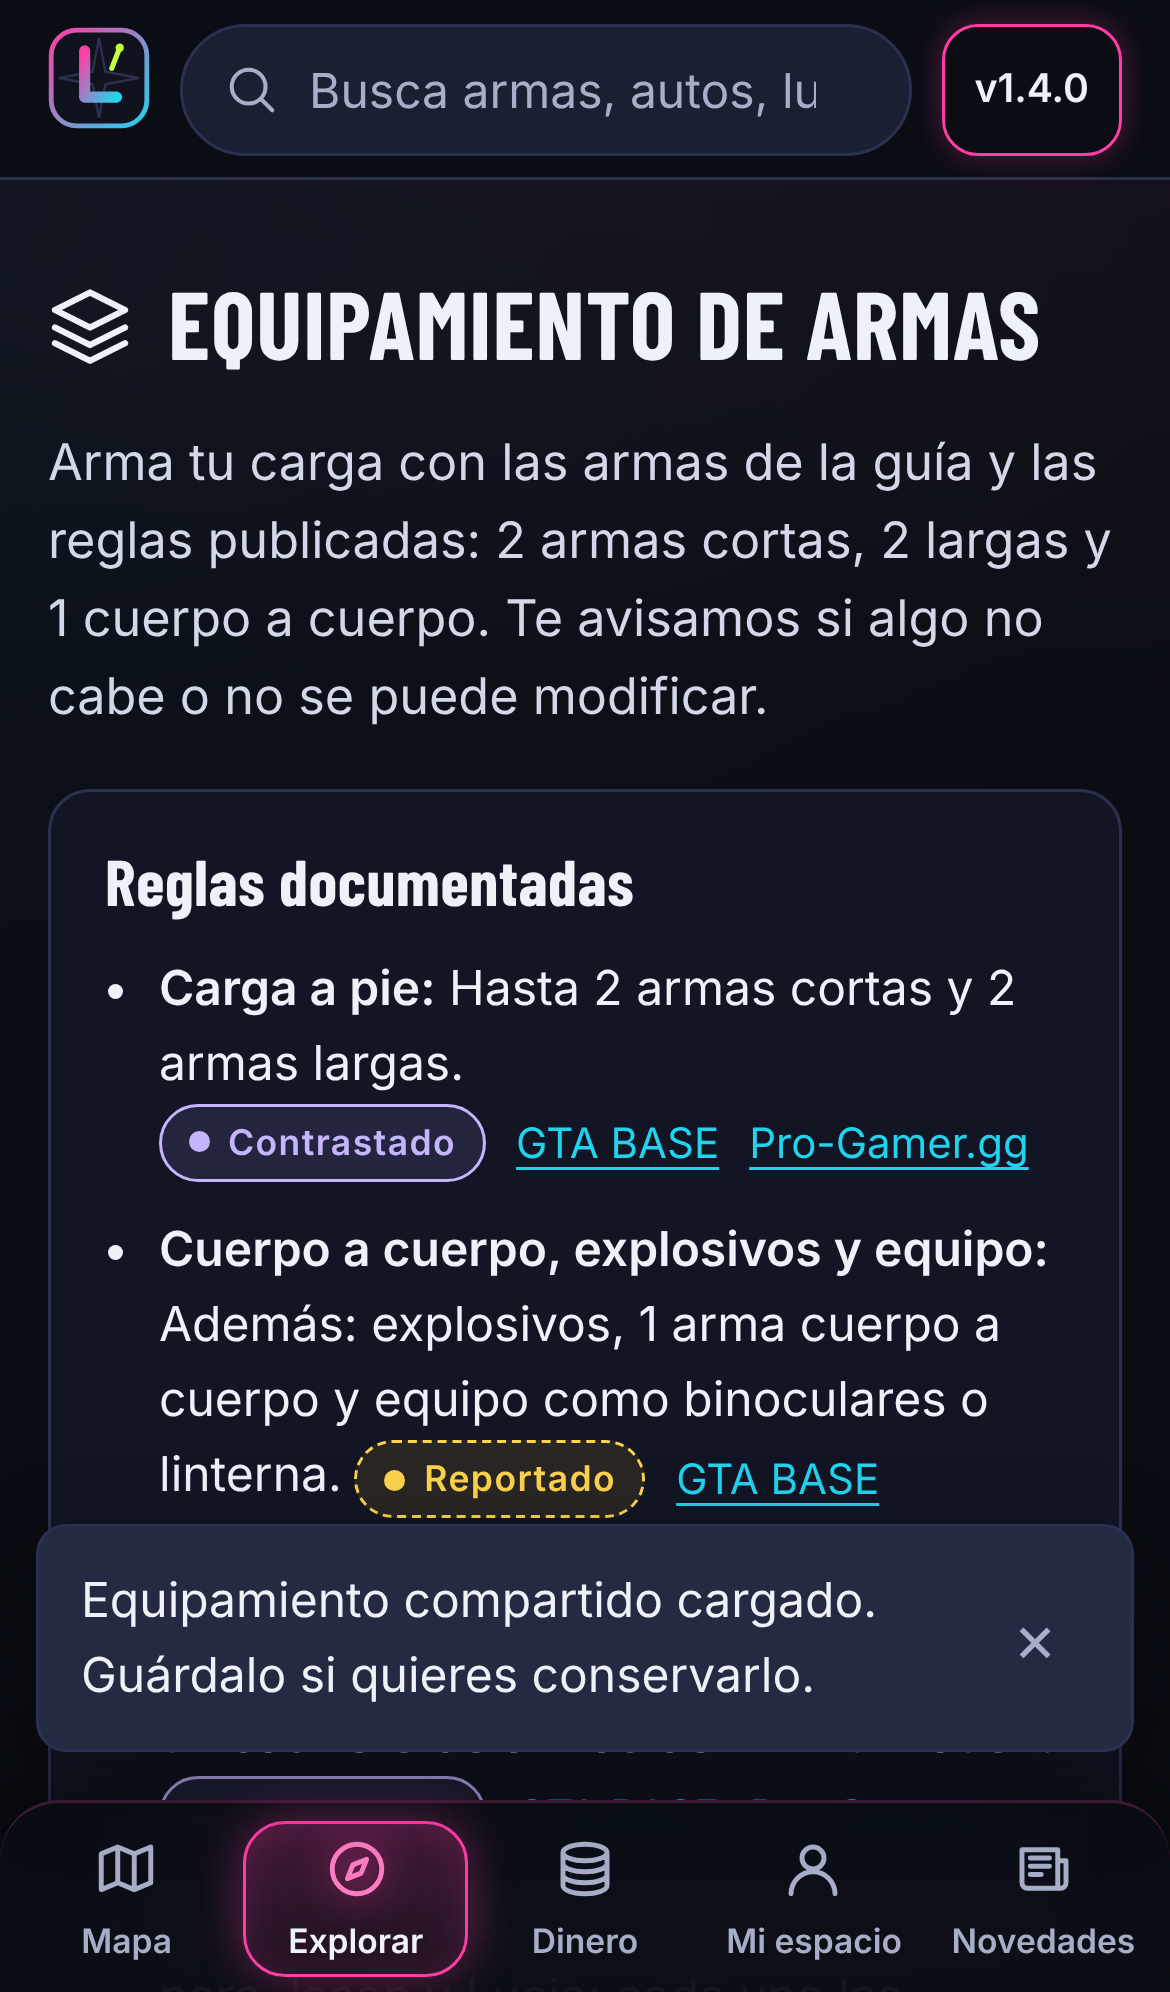 Busca armas, autos, lu
v1.4.0
EQUIPAMIENTO DE ARMAS
Arma tu carga con las armas de la guía y las
reglas publicadas: 2 armas cortas, 2 largas y
1 cuerpo a cuerpo. Te avisamos si algo no
cabe o no se puede modificar.
Reglas documentadas
• Carga a pie: Hasta 2 armas cortas y 2
armas largas.
Contrastado GTA BASE Pro-Gamer.gg
• Cuerpo a cuerpo, explosivos y equipo:
Además: explosivos, 1 arma cuerpo a
cuerpo y equipo como binoculares o
linterna. Reportado GTA BASE
Equipamiento compartido cargado.
Guárdalo si quieres conservarlo.
Mapa Explorar Dinero Mi espacio Novedades